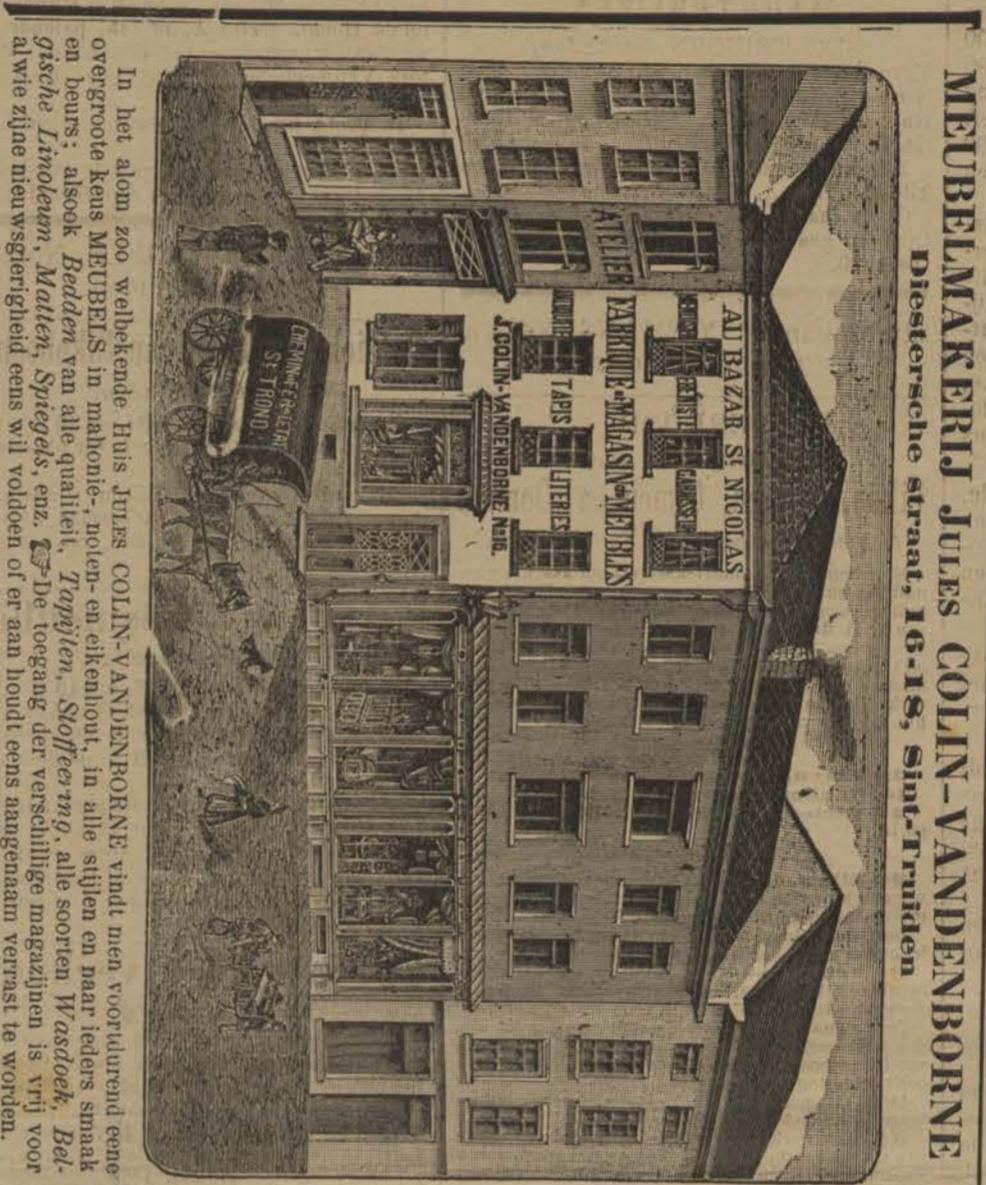 MEUBELMAKERIJ JULES COLIN-VANDENBORNE
Diestersche straat, 16-18, Sint-Truiden
AU BAZAR St NICOLAS
FABRIQUE et MAGASIN de MEUBLES
TAPIS LITERIES
J. COLIN-VANDENBORNE, No 16.
ATELIER
CHEMIN de FER de l'ETAT
ST TROND
In het alom zoo welbekende Huis JULES COLIN-VANDENBORNE vindt men voortdurend eene
overgroote keus MEUBELS in mahonie-, noten- en eikenhout, in alle stijlen en naar ieders smaak
en beurs; alsook Bedden van alle qualiteit, Tapijten, Stoffeering, alle soorten Wasdoek, Bel-
gische Linoleum, Matten, Spiegels, enz. ☞ De toegang der verschillige magazijnen is vrij voor
alwie zijne nieuwsgierigheid eens wil voldoen of er aan houdt eens aangenaam verrast te worden.